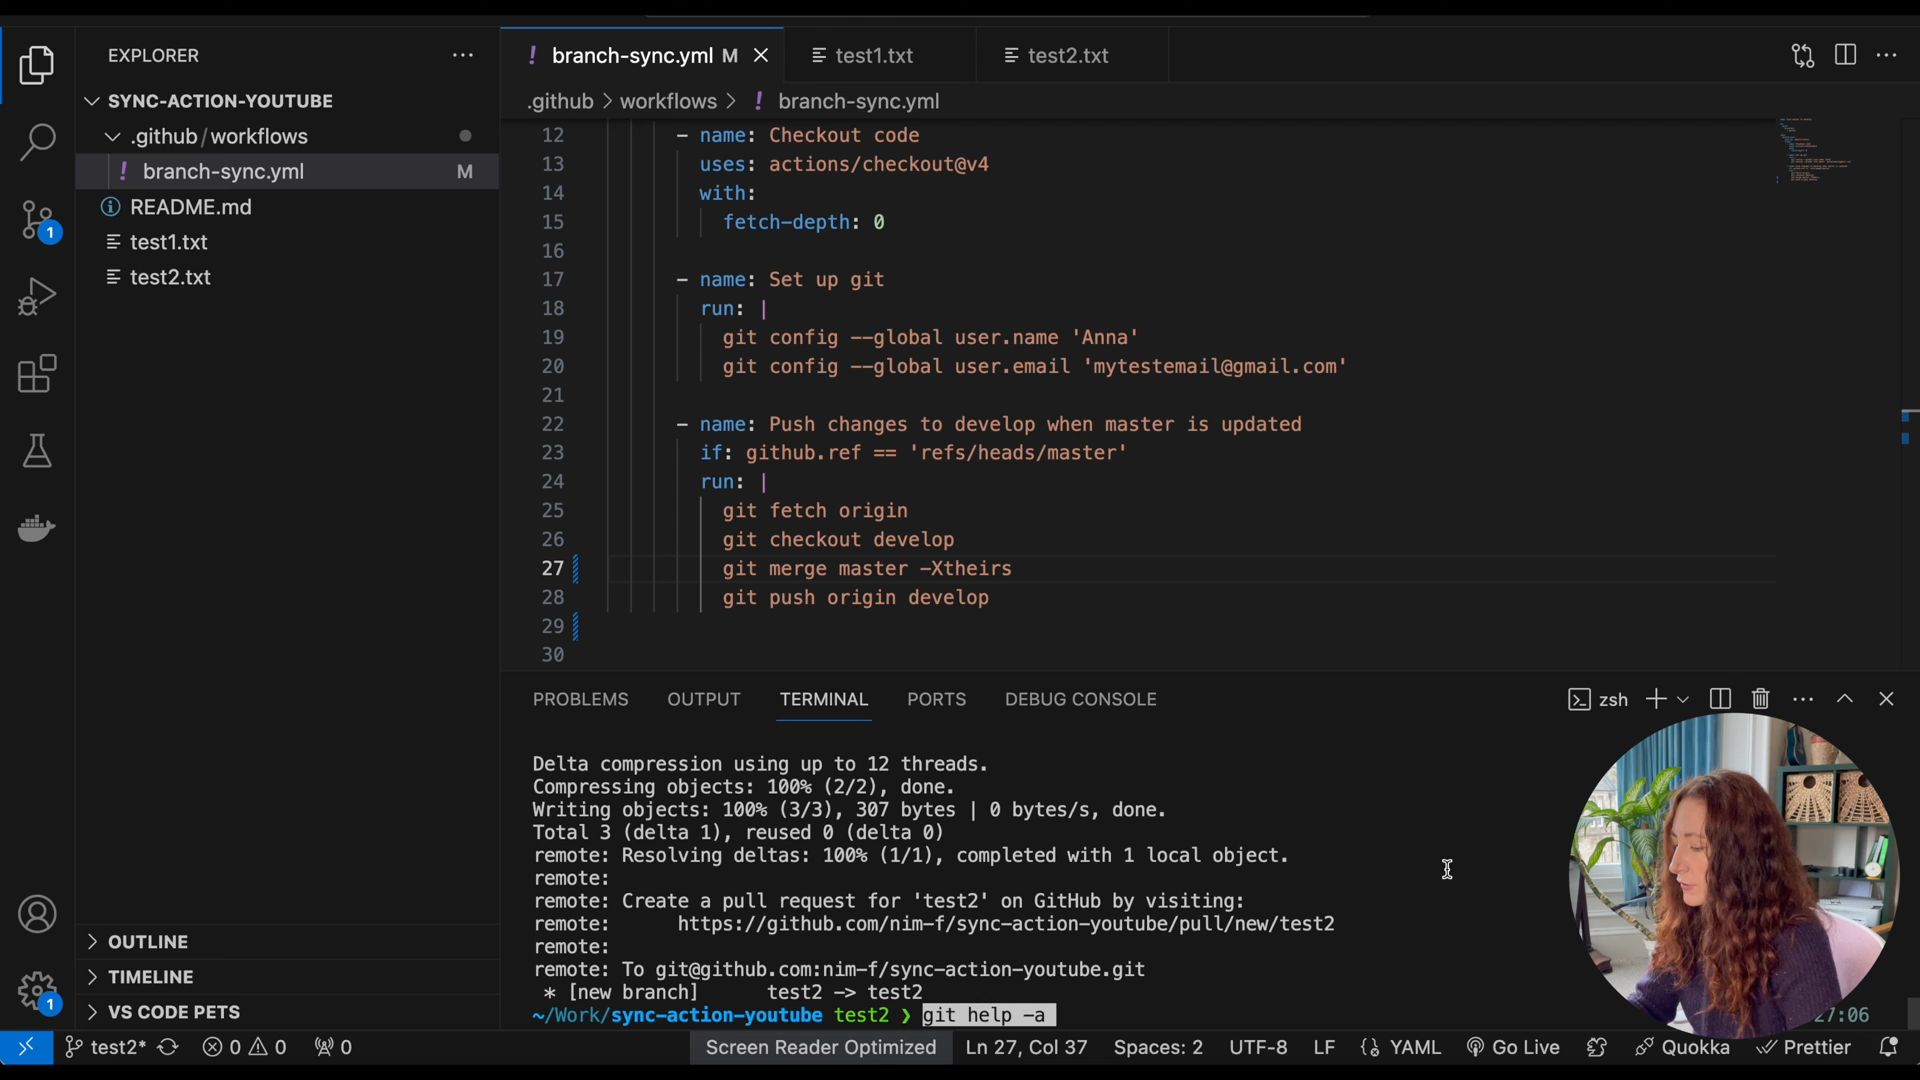 EXPLORER
SYNC-ACTION-YOUTUBE
.github / workflows
! branch-sync.yml M
README.md
test1.txt
test2.txt
OUTLINE
TIMELINE
VS CODE PETS
! branch-sync.yml M
test1.txt
test2.txt
.github > workflows > ! branch-sync.yml
12 - name: Checkout code
13 uses: actions/checkout@v4
14 with:
15 fetch-depth: 0
16
17 - name: Set up git
18 run: |
19 git config --global user.name 'Anna'
20 git config --global user.email 'mytestemail@gmail.com'
21
22 - name: Push changes to develop when master is updated
23 if: github.ref == 'refs/heads/master'
24 run: |
25 git fetch origin
26 git checkout develop
27 git merge master -Xtheirs
28 git push origin develop
29
30
PROBLEMS OUTPUT TERMINAL PORTS DEBUG CONSOLE
zsh
Delta compression using up to 12 threads.
Compressing objects: 100% (2/2), done.
Writing objects: 100% (3/3), 307 bytes | 0 bytes/s, done.
Total 3 (delta 1), reused 0 (delta 0)
remote: Resolving deltas: 100% (1/1), completed with 1 local object.
remote:
remote: Create a pull request for 'test2' on GitHub by visiting:
remote: https://github.com/nim-f/sync-action-youtube/pull/new/test2
remote:
remote: To git@github.com:nim-f/sync-action-youtube.git
* [new branch] test2 -> test2
~/Work/sync-action-youtube test2 ❯ git help -a
27:06
1
1
test2* 0 0 0 Screen Reader Optimized Ln 27, Col 37 Spaces: 2 UTF-8 LF {} YAML Go Live Quokka Prettier